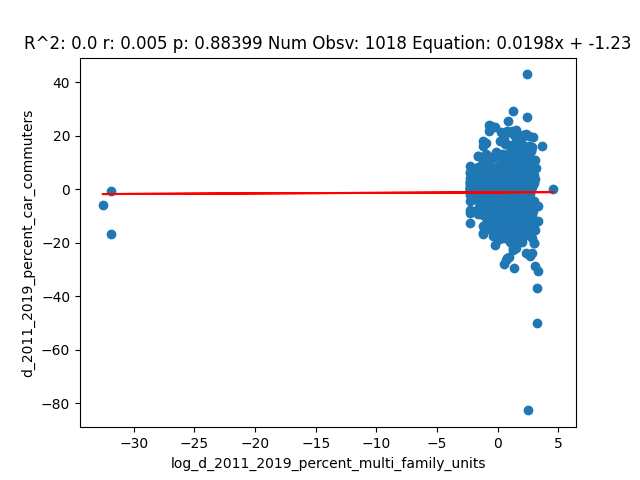 R^2: 0.0 r: 0.005 p: 0.88399 Num Obsv: 1018 Equation: 0.0198x + -1.23
40
20
0
−20
−40
−60
−80
d_2011_2019_percent_car_commuters
−30 −25 −20 −15 −10 −5 0 5
log_d_2011_2019_percent_multi_family_units